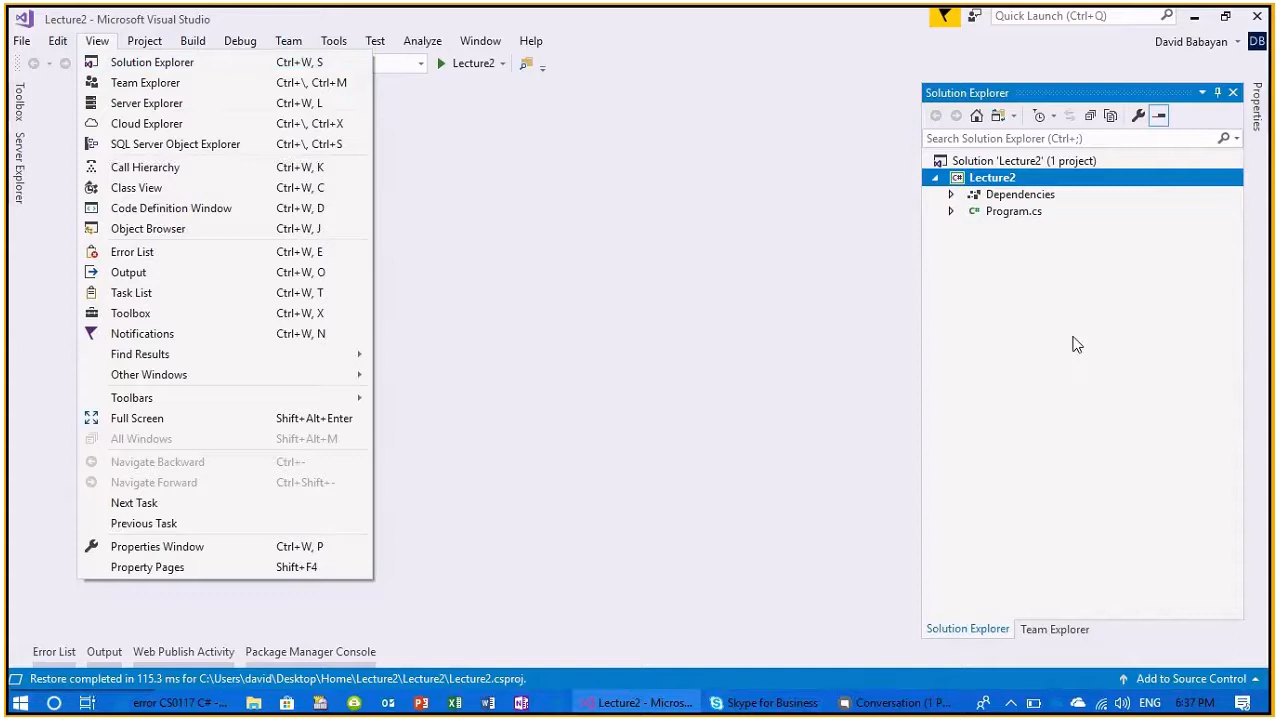 Lecture2 - Microsoft Visual Studio
Quick Launch (Ctrl+Q)
File Edit View Project Build Debug Team Tools Test Analyze Window Help
David Babayan DB
Lecture2
Toolbox
Server Explorer
Solution Explorer Ctrl+W, S
Team Explorer Ctrl+\, Ctrl+M
Server Explorer Ctrl+W, L
Cloud Explorer Ctrl+\, Ctrl+X
SQL Server Object Explorer Ctrl+\, Ctrl+S
Call Hierarchy Ctrl+W, K
Class View Ctrl+W, C
Code Definition Window Ctrl+W, D
Object Browser Ctrl+W, J
Error List Ctrl+W, E
Output Ctrl+W, O
Task List Ctrl+W, T
Toolbox Ctrl+W, X
Notifications Ctrl+W, N
Find Results
Other Windows
Toolbars
Full Screen Shift+Alt+Enter
All Windows Shift+Alt+M
Navigate Backward Ctrl+-
Navigate Forward Ctrl+Shift+-
Next Task
Previous Task
Properties Window Ctrl+W, P
Property Pages Shift+F4
Solution Explorer
Search Solution Explorer (Ctrl+;)
Solution 'Lecture2' (1 project)
C# Lecture2
Dependencies
C# Program.cs
Solution Explorer Team Explorer
Properties
Error List Output Web Publish Activity Package Manager Console
Restore completed in 115.3 ms for C:\Users\david\Desktop\Home\Lecture2\Lecture2\Lecture2.csproj.
Add to Source Control
error CS0117 C# -... Lecture2 - Micros... Skype for Business Conversation (1 P... ENG 6:37 PM